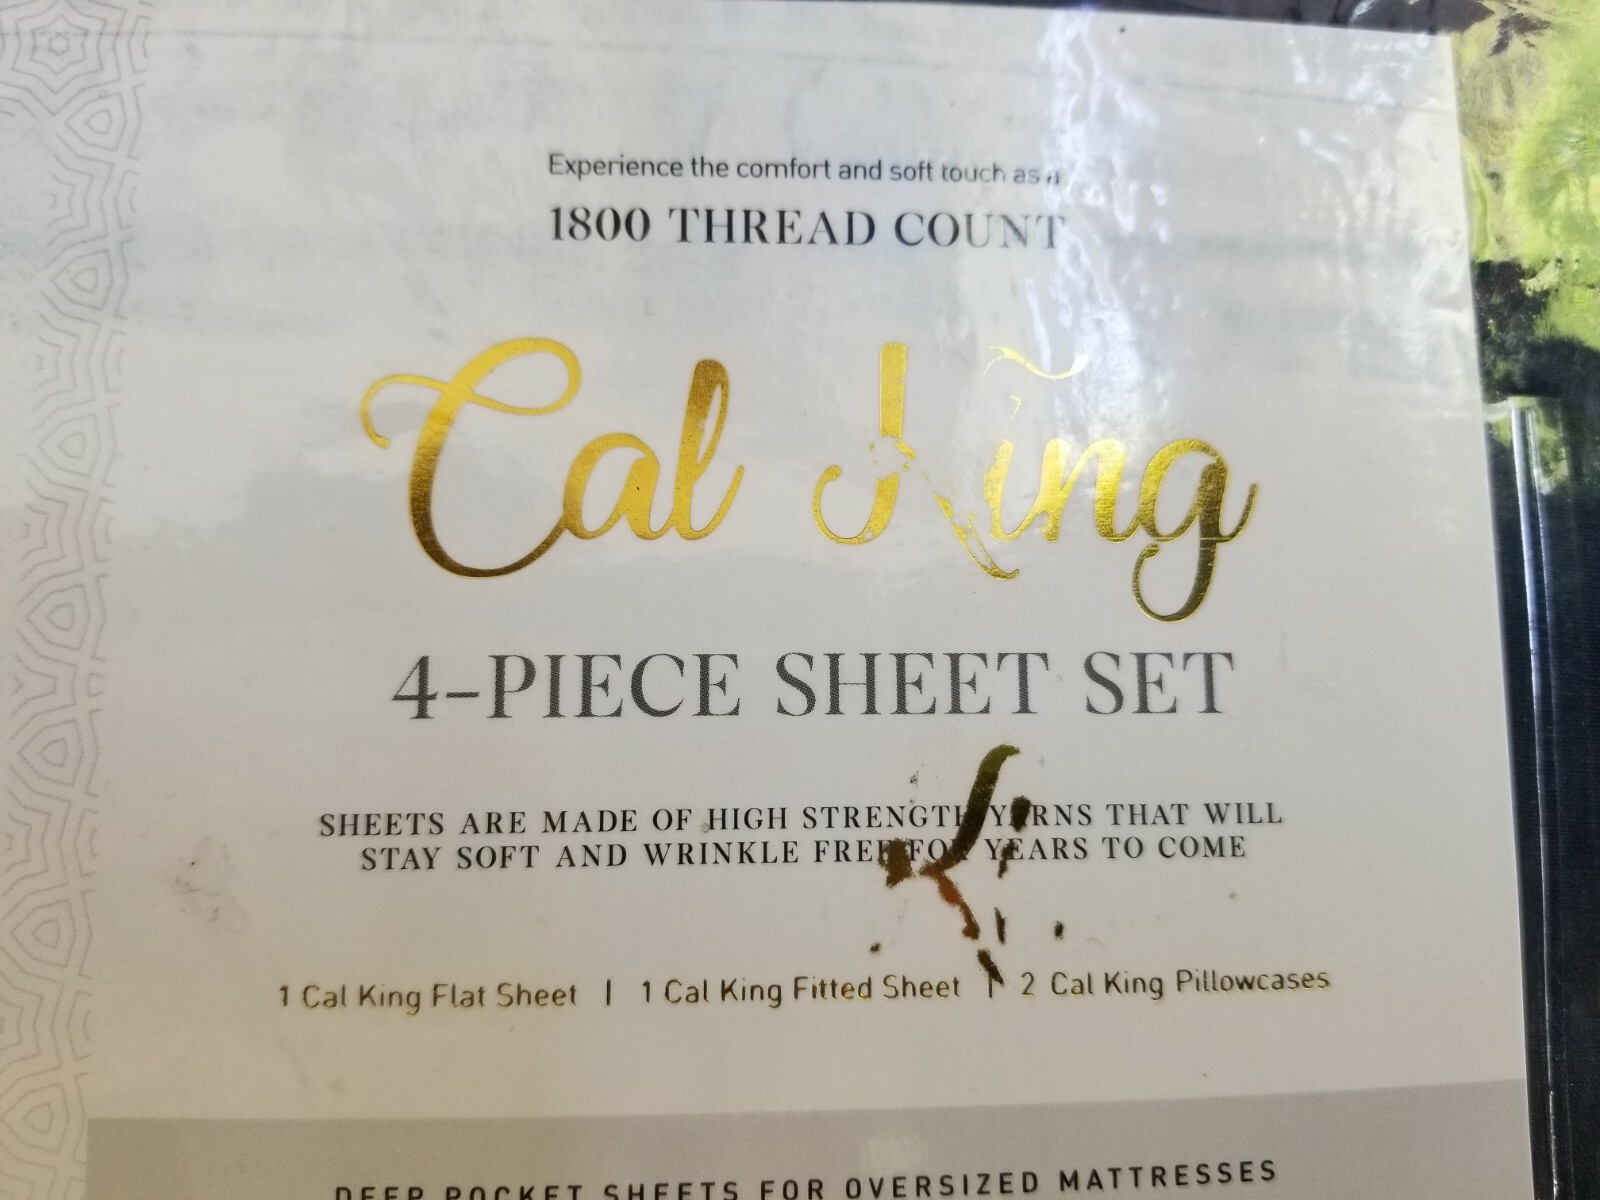 Experience the comfort and soft touch as a
1800 THREAD COUNT
Cal King
4-PIECE SHEET SET
SHEETS ARE MADE OF HIGH STRENGTH YARNS THAT WILL
STAY SOFT AND WRINKLE FREE FOR YEARS TO COME
1 Cal King Flat Sheet | 1 Cal King Fitted Sheet | 2 Cal King Pillowcases
DEEP POCKET SHEETS FOR OVERSIZED MATTRESSES